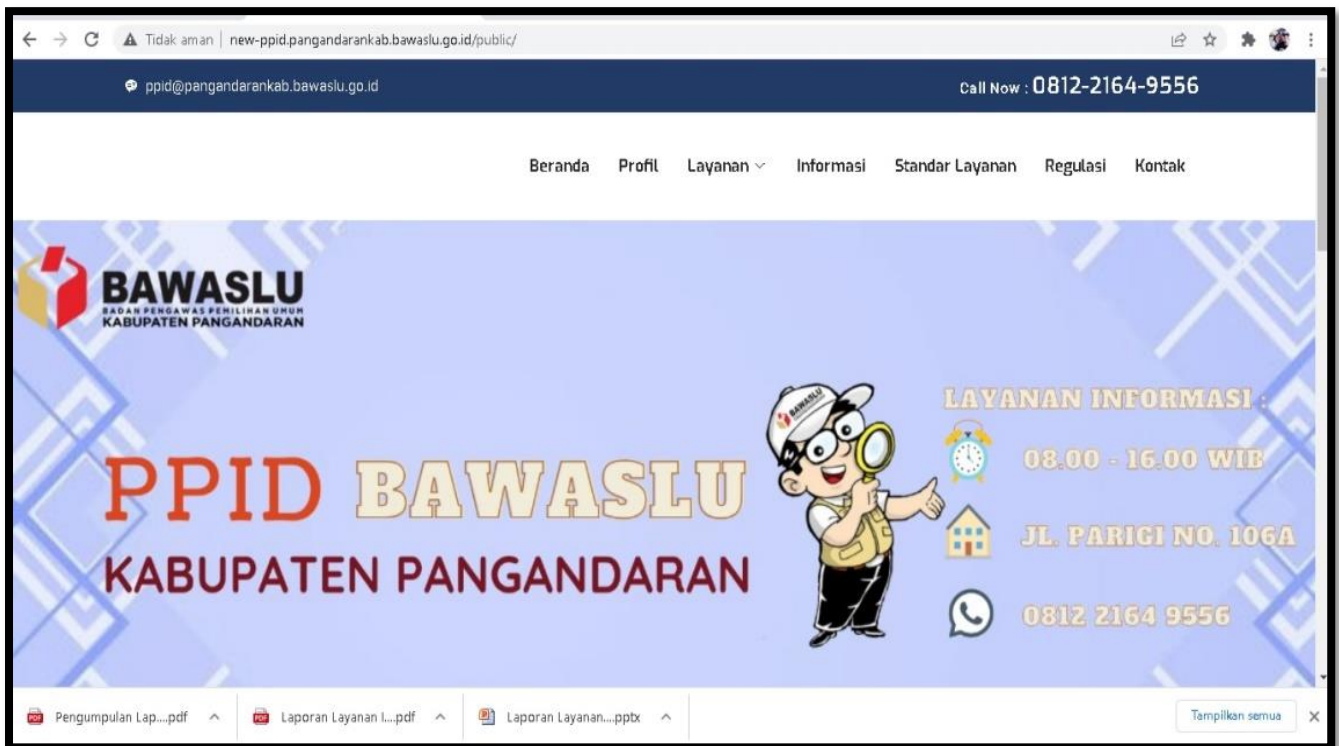 Tidak aman | new-ppid.pangandarankab.bawaslu.go.id/public/
ppid@pangandarankab.bawaslu.go.id
Call Now : 0812-2164-9556
Beranda Profil Layanan Informasi Standar Layanan Regulasi Kontak
BAWASLU
BADAN PENGAWAS PEMILIHAN UMUM
KABUPATEN PANGANDARAN
PPID BAWASLU
KABUPATEN PANGANDARAN
BAWASLU
LAYANAN INFORMASI :
08.00 - 16.00 WIB
JL. PARIGI NO. 106A
0812 2164 9556
Pengumpulan Lap....pdf
Laporan Layanan I....pdf
Laporan Layanan....pptx
Tampilkan semua